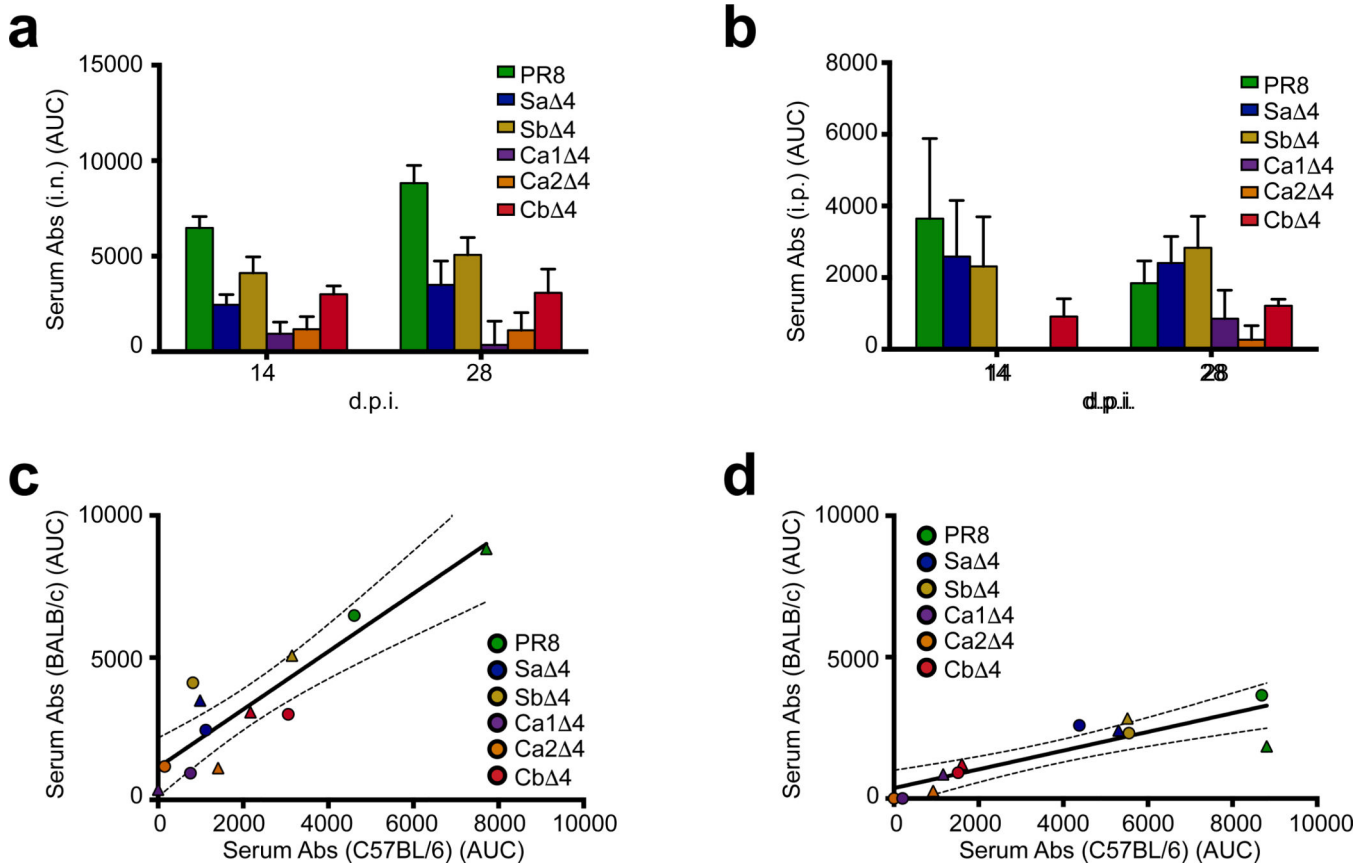 a
Serum Abs (i.n.) (AUC)
15000
10000
5000
0
PR8
SaΔ4
SbΔ4
Ca1Δ4
Ca2Δ4
CbΔ4
14
28
d.p.i.
b
Serum Abs (i.p.) (AUC)
8000
6000
4000
2000
0
PR8
SaΔ4
SbΔ4
Ca1Δ4
Ca2Δ4
CbΔ4
14
28
d.p.i.
c
Serum Abs (BALB/c) (AUC)
10000
5000
0
PR8
SaΔ4
SbΔ4
Ca1Δ4
Ca2Δ4
CbΔ4
0 2000 4000 6000 8000 10000
Serum Abs (C57BL/6) (AUC)
d
Serum Abs (BALB/c) (AUC)
10000
5000
0
PR8
SaΔ4
SbΔ4
Ca1Δ4
Ca2Δ4
CbΔ4
0 2000 4000 6000 8000 10000
Serum Abs (C57BL/6) (AUC)